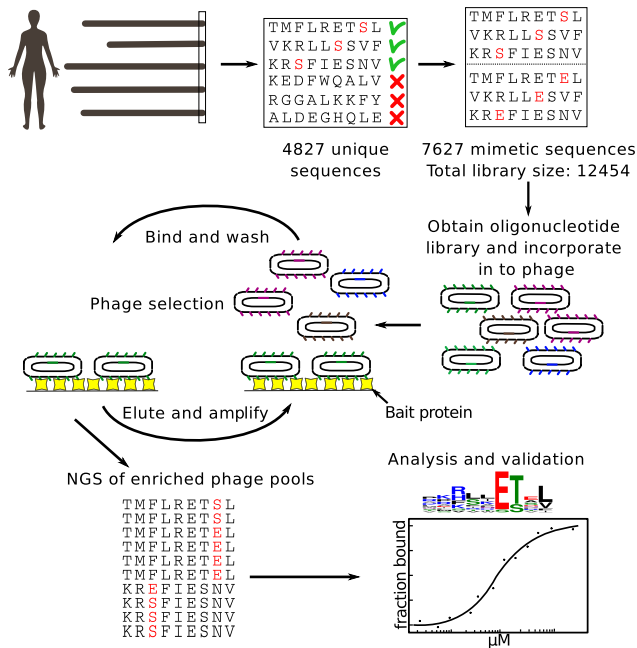 TMFLRETSL
VKRLLSSVF
KRSFIESNV
KEDFWQALV
RGGALKKFY
ALDEGHQLE
4827 unique
sequences
TMFLRETSL
VKRLLSSVF
KRSFIESNV
TMFLRETEL
VKRLLESVF
KREFIESNV
7627 mimetic sequences
Total library size: 12454
Obtain oligonucleotide
library and incorporate
in to phage
Bind and wash
Phage selection
Elute and amplify
Bait protein
NGS of enriched phage pools
TMFLRETSL
TMFLRETSL
TMFLRETEL
TMFLRETEL
TMFLRETEL
TMFLRETEL
KREFIESNV
KRSFIESNV
KRSFIESNV
KRSFIESNV
Analysis and validation
R L ET L
fraction bound
µM